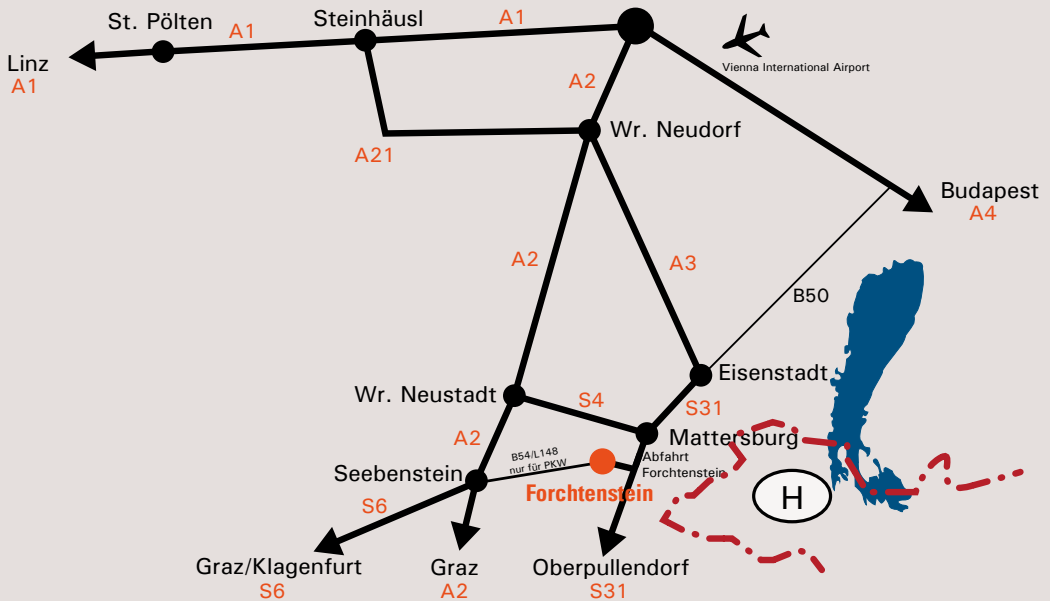 St. Pölten
A1
Steinhäusl
A1
Linz
A1
Vienna International Airport
A2
Wr. Neudorf
A21
Budapest
A4
A2
A3
B50
Eisenstadt
Wr. Neustadt
S4
S31
Mattersburg
A2
B54/L148
nur für PKW
Abfahrt
Forchtenstein
Seebenstein
Forchtenstein
H
S6
Graz/Klagenfurt
S6
Graz
A2
Oberpullendorf
S31